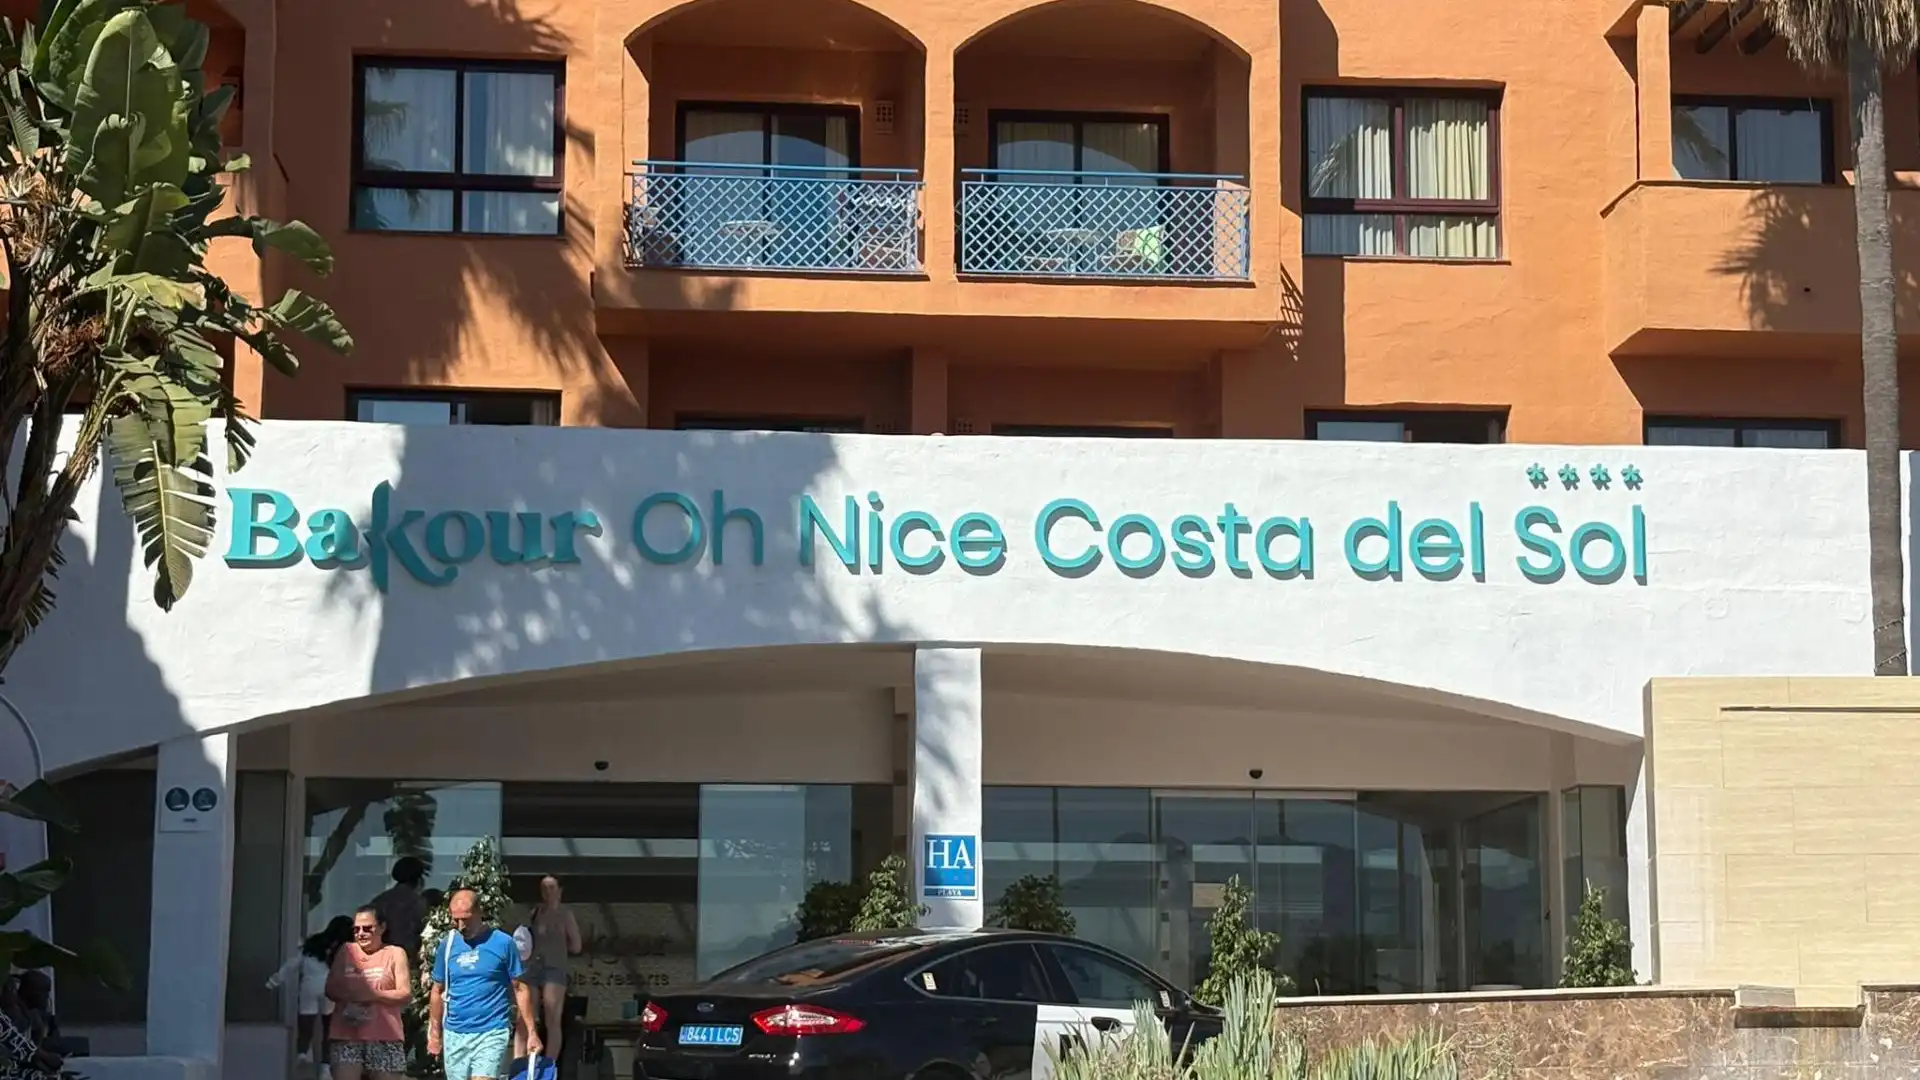 ****
Bakour Oh Nice Costa del Sol
HA
PLAYA
8441 LCS